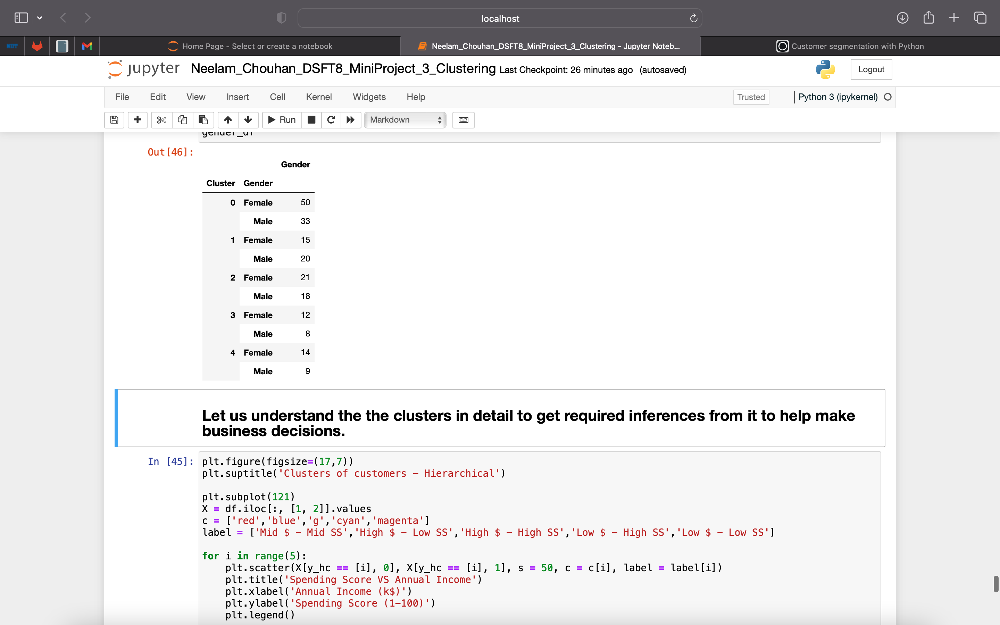 localhost
NIIT
Home Page - Select or create a notebook
Neelam_Chouhan_DSFT8_MiniProject_3_Clustering - Jupyter Noteb...
Customer segmentation with Python
jupyter Neelam_Chouhan_DSFT8_MiniProject_3_Clustering Last Checkpoint: 26 minutes ago (autosaved)
Logout
File Edit View Insert Cell Kernel Widgets Help
Trusted
Python 3 (ipykernel)
Run
Markdown
gender_df
Out[46]:
Gender
Cluster Gender
0 Female 50
Male 33
1 Female 15
Male 20
2 Female 21
Male 18
3 Female 12
Male 8
4 Female 14
Male 9
Let us understand the the clusters in detail to get required inferences from it to help make
business decisions.
In [45]: plt.figure(figsize=(17,7))
plt.suptitle('Clusters of customers – Hierarchical')
plt.subplot(121)
X = df.iloc[:, [1, 2]].values
c = ['red','blue','g','cyan','magenta']
label = ['Mid $ – Mid SS','High $ – Low SS','High $ – High SS','Low $ – High SS','Low $ – Low SS']
for i in range(5):
    plt.scatter(X[y_hc == [i], 0], X[y_hc == [i], 1], s = 50, c = c[i], label = label[i])
    plt.title('Spending Score VS Annual Income')
    plt.xlabel('Annual Income (k$)')
    plt.ylabel('Spending Score (1–100)')
    plt.legend()